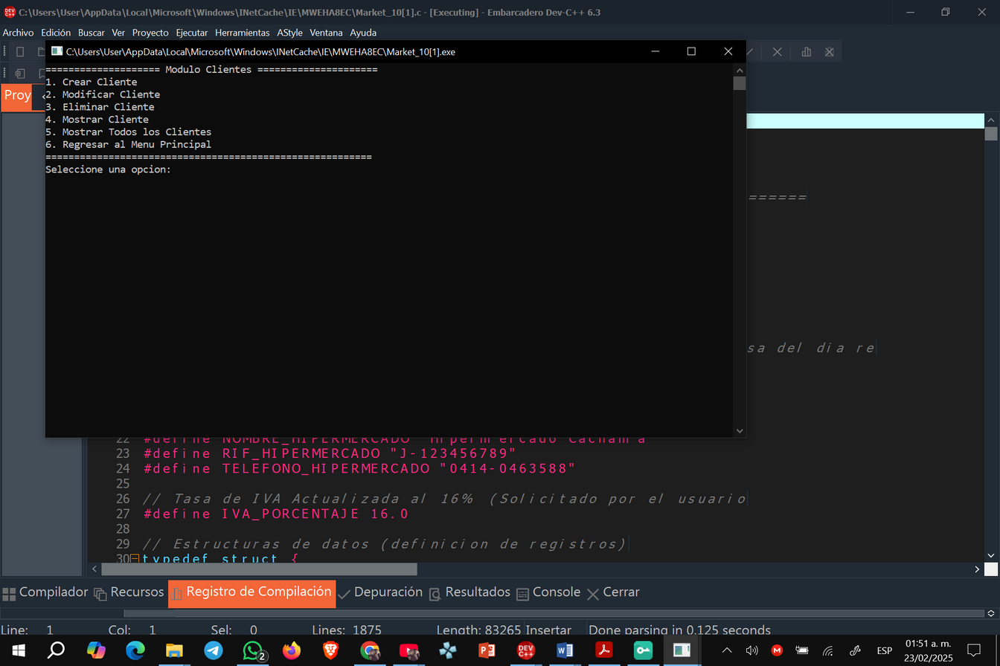 C:\Users\User\AppData\Local\Microsoft\Windows\INetCache\IE\MWEHA8EC\Market_10[1].c - [Executing] - Embarcadero Dev-C++ 6.3
Archivo Edición Buscar Ver Proyecto Ejecutar Herramientas AStyle Ventana Ayuda
C:\Users\User\AppData\Local\Microsoft\Windows\INetCache\IE\MWEHA8EC\Market_10[1].exe
Proy
==================== Modulo Clientes =====================
1. Crear Cliente
2. Modificar Cliente
3. Eliminar Cliente
4. Mostrar Cliente
5. Mostrar Todos los Clientes
6. Regresar al Menu Principal
=========================================================
Seleccione una opcion:
======
sa del dia re
22 #define NOMBRE_HIPERMERCADO
23 #define RIF_HIPERMERCADO "J-123456789"
24 #define TELEFONO_HIPERMERCADO "0414-0463588"
25
26 // Tasa de IVA Actualizada al 16% (Solicitado por el usuario
27 #define IVA_PORCENTAJE 16.0
28
29 // Estructuras de datos (definicion de registros)
30 typedef struct {
Compilador Recursos Registro de Compilación Depuración Resultados Console Cerrar
Line: 1 Col: 1 Sel: 0 Lines: 1875 Length: 83265 Insertar Done parsing in 0.125 seconds
2
ESP
01:51 a. m.
23/02/2025